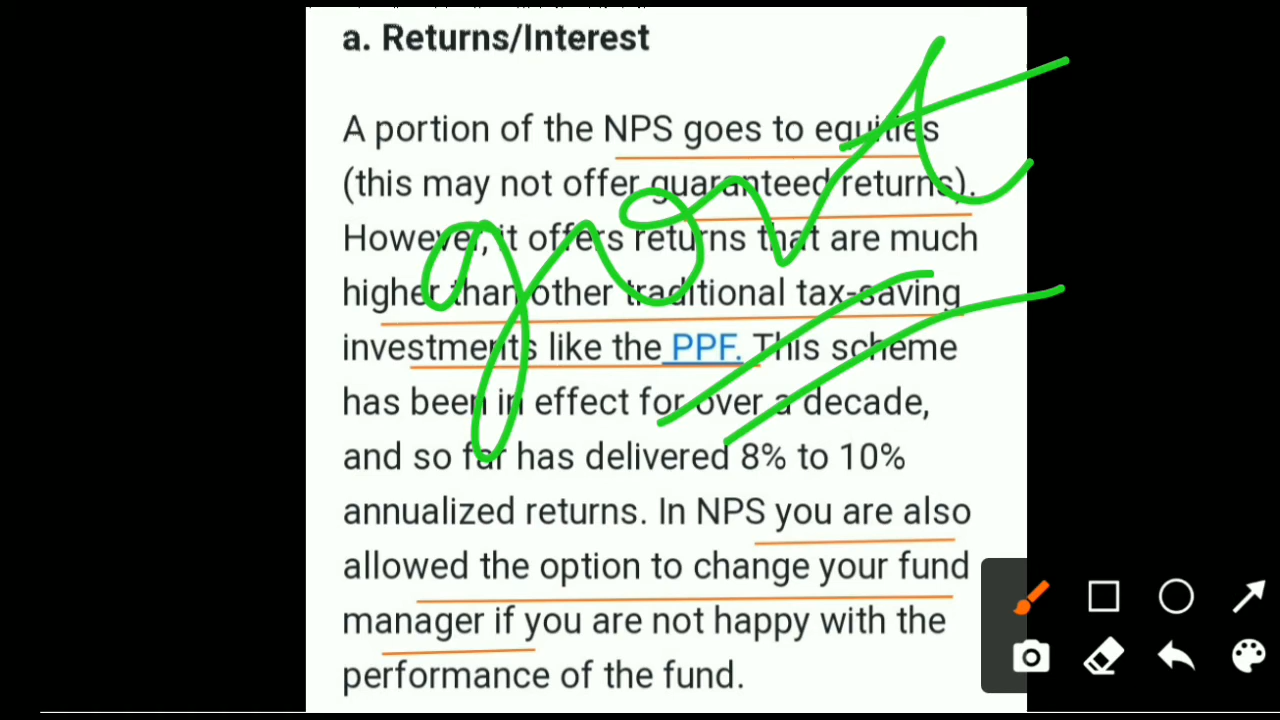 a. Returns/Interest
A portion of the NPS goes to equities
(this may not offer guaranteed returns).
However, it offers returns that are much
higher than other traditional tax-saving
investments like the PPF. This scheme
has been in effect for over a decade,
and so far has delivered 8% to 10%
annualized returns. In NPS you are also
allowed the option to change your fund
manager if you are not happy with the
performance of the fund.
govt